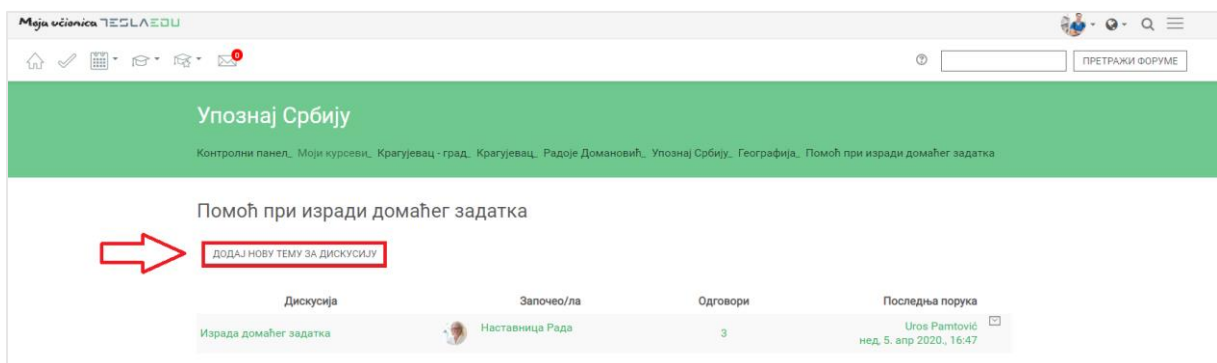 Moja učionica TESLAEDU
0
ПРЕТРАЖИ ФОРУМЕ
Упознај Србију
Контролни панел_ Моји курсеви_ Крагујевац - град_ Крагујевац_ Радоје Домановић_ Упознај Србију_ Географија_ Помоћ при изради домаћег задатка
Помоћ при изради домаћег задатка
ДОДАЈ НОВУ ТЕМУ ЗА ДИСКУСИЈУ
Дискусија Започео/ла Одговори Последња порука
Израда домаћег задатка Наставница Рада 3 Uros Pamtović
нед, 5. апр 2020., 16:47